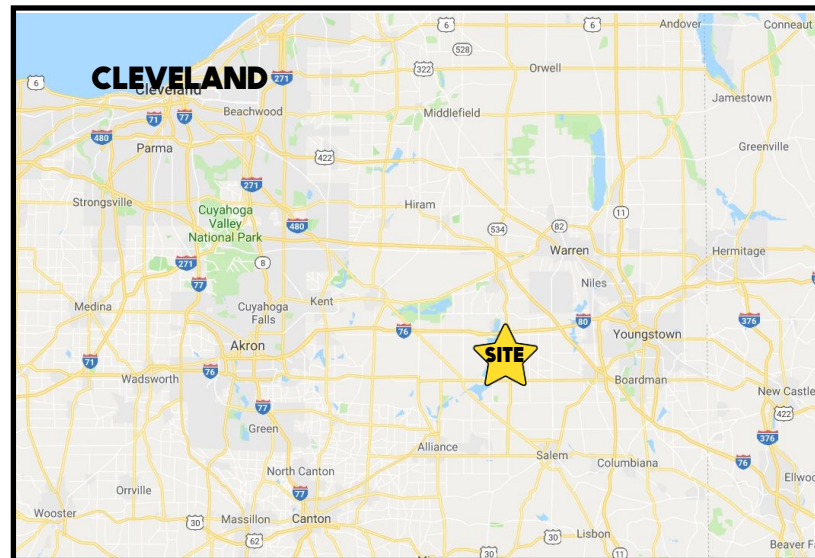 6
6
Andover
Conneaut
528
CLEVELAND
Cleveland
271
322
Orwell
6
Jamestown
Beachwood
Middlefield
71
77
480
Parma
Greenville
422
271
Strongsville
Hiram
Cuyahoga
Valley
National Park
11
480
534
82
Warren
Hermitage
271
8
77
Niles
Medina
Cuyahoga
Falls
Kent
376
80
76
Youngstown
Akron
SITE
71
76
Wadsworth
Boardman
New Castle
77
422
Green
376
Alliance
Salem
Columbiana
76
North Canton
Ellwo
77
Orrville
Wooster
30
Massillon
Canton
30
Lisbon
62
30
11
Beaver Fa